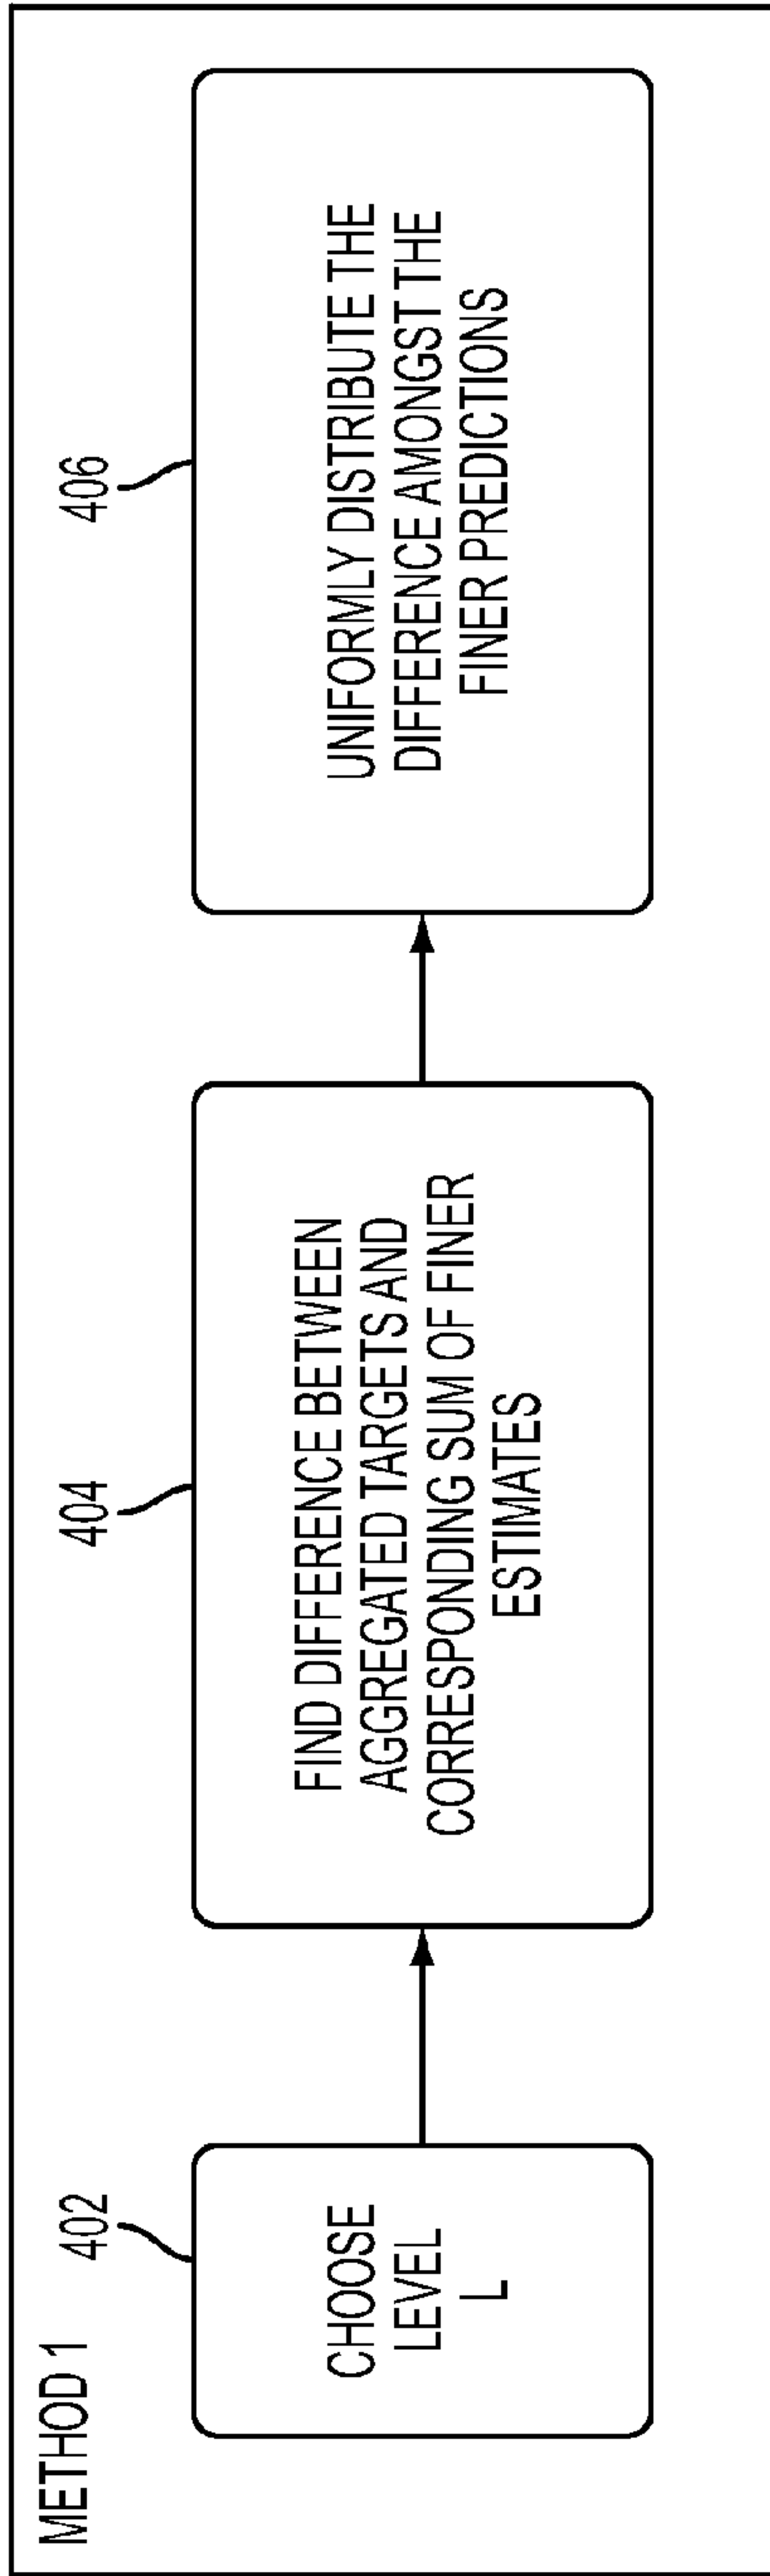 METHOD 1
402
CHOOSE
LEVEL
L
404
FIND DIFFERENCE BETWEEN
AGGREGATED TARGETS AND
CORRESPONDING SUM OF FINER
ESTIMATES
406
UNIFORMLY DISTRIBUTE THE
DIFFERENCE AMONGST THE
FINER PREDICTIONS